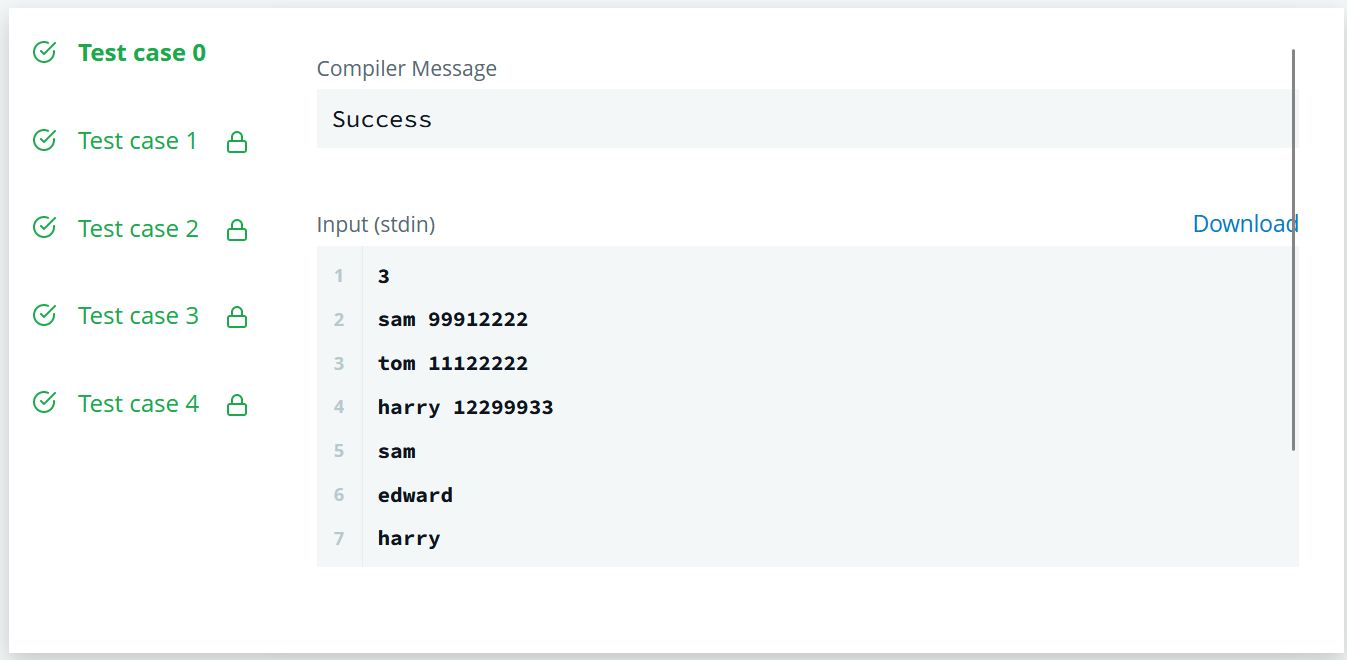 Test case 0
Test case 1
Test case 2
Test case 3
Test case 4
Compiler Message
Success
Input (stdin)
Download
1 3
2 sam 99912222
3 tom 11122222
4 harry 12299933
5 sam
6 edward
7 harry